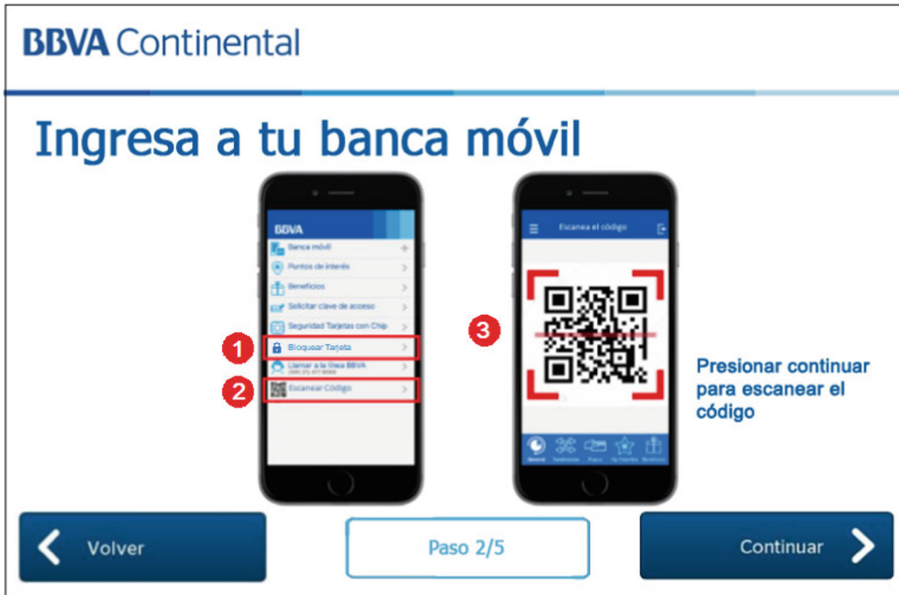 BBVA Continental
Ingresa a tu banca móvil
BBVA
Banca móvil
Puntos de interés
Beneficios
Solicitar clave de acceso
Seguridad Tarjetas con Chip
1
Bloquear Tarjeta
Llamar a la línea BBVA
2
Escanear Código
Escanea el código
3
Presionar continuar
para escanear el
código
Volver
Paso 2/5
Continuar